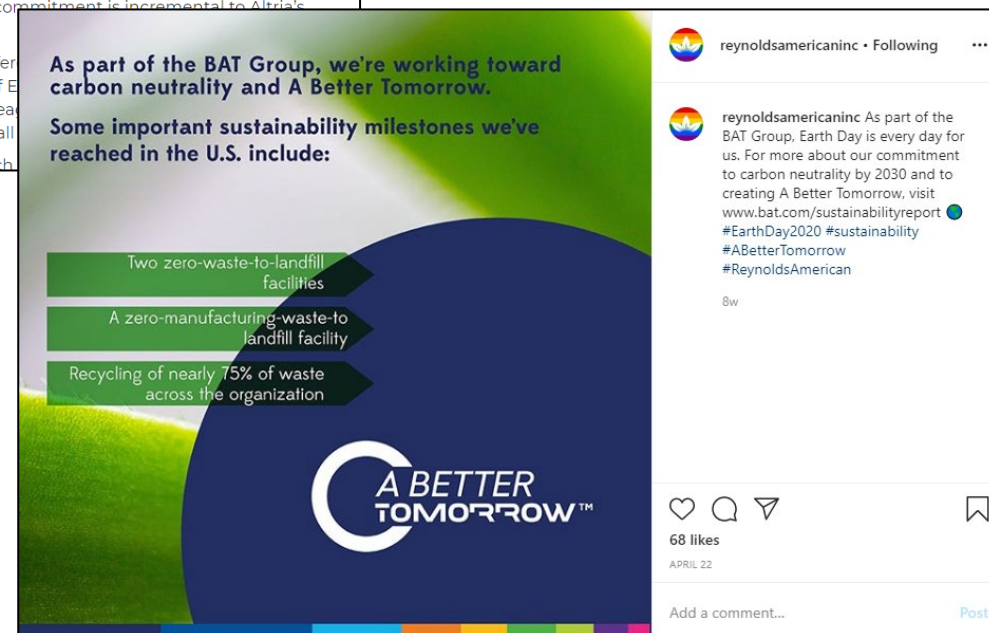 commitment is incremental to Altria's
As part of the BAT Group, we're working toward
carbon neutrality and A Better Tomorrow.
Some important sustainability milestones we've
reached in the U.S. include:
Two zero-waste-to-landfill
facilities
A zero-manufacturing-waste-to
landfill facility
Recycling of nearly 75% of waste
across the organization
A BETTER
TOMORROW™
reynoldsamericaninc • Following
reynoldsamericaninc As part of the
BAT Group, Earth Day is every day for
us. For more about our commitment
to carbon neutrality by 2030 and to
creating A Better Tomorrow, visit
www.bat.com/sustainabilityreport 🌎
#EarthDay2020 #sustainability
#ABetterTomorrow
#ReynoldsAmerican
8w
68 likes
APRIL 22
Add a comment...
Post